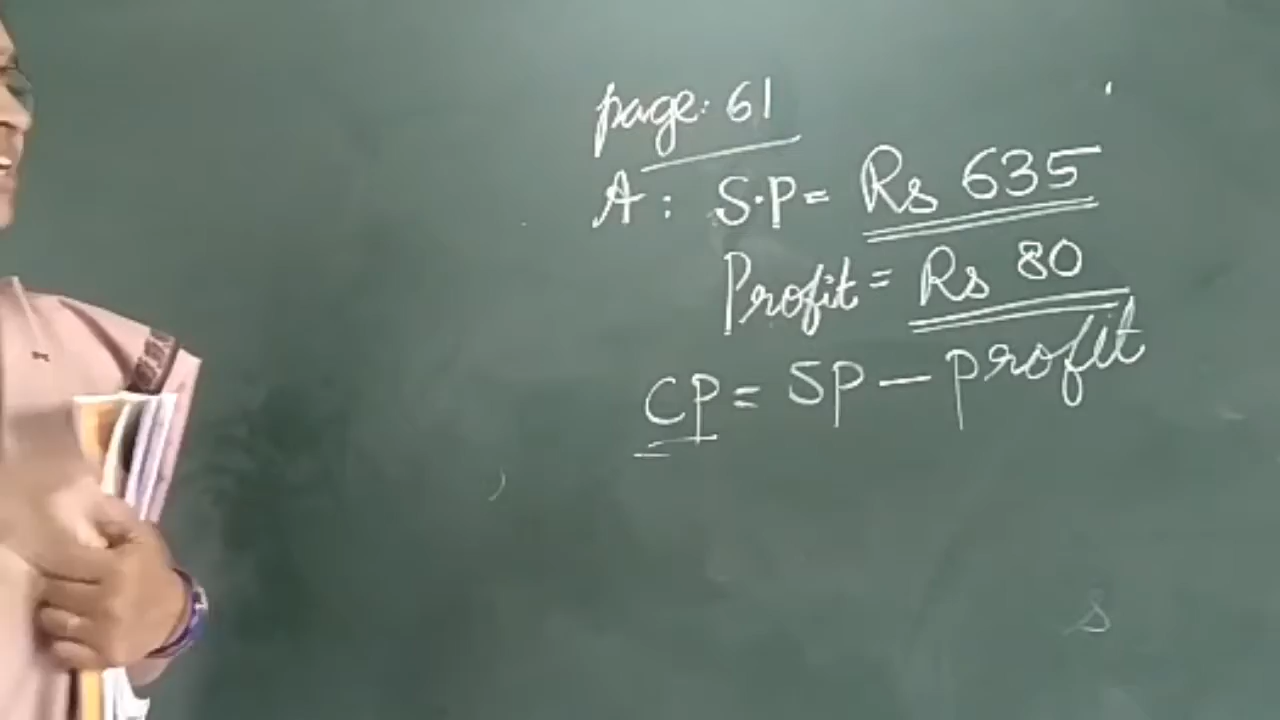 page: 61
A: S.P = Rs 635
Profit = Rs 80
CP = SP - profit
s